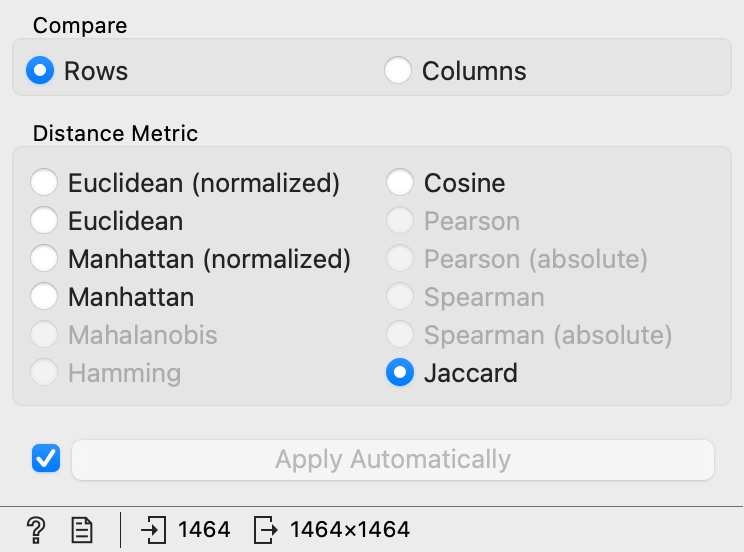 Compare
Rows Columns
Distance Metric
Euclidean (normalized) Cosine
Euclidean Pearson
Manhattan (normalized) Pearson (absolute)
Manhattan Spearman
Mahalanobis Spearman (absolute)
Hamming Jaccard
Apply Automatically
? 1464 1464×1464